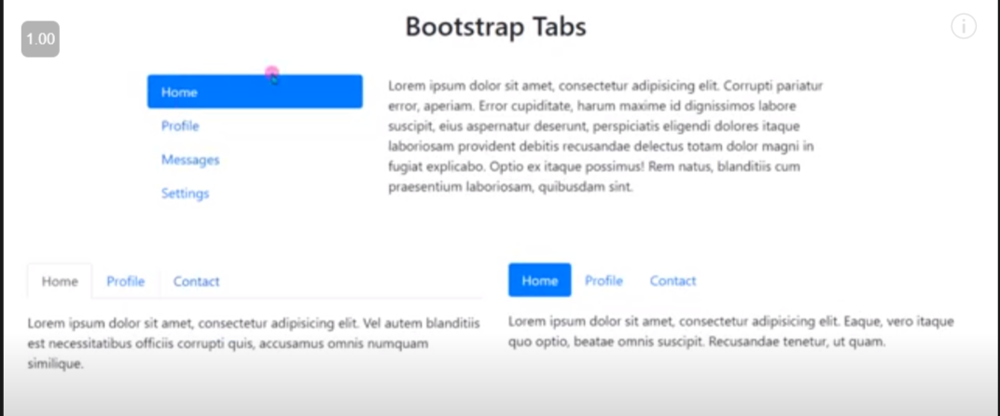 1.00
Bootstrap Tabs
Home
Profile
Messages
Settings
Lorem ipsum dolor sit amet, consectetur adipisicing elit. Corrupti pariatur
error, aperiam. Error cupiditate, harum maxime id dignissimos labore
suscipit, eius aspernatur deserunt, perspiciatis eligendi dolores itaque
laboriosam provident debitis recusandae delectus totam dolor magni in
fugiat explicabo. Optio ex itaque possimus! Rem natus, blanditiis cum
praesentium laboriosam, quibusdam sint.
Home Profile Contact
Lorem ipsum dolor sit amet, consectetur adipisicing elit. Vel autem blanditiis
est necessitatibus officiis corrupti quis, accusamus omnis numquam
similique.
Home Profile Contact
Lorem ipsum dolor sit amet, consectetur adipisicing elit. Eaque, vero itaque
quo optio, beatae omnis suscipit. Recusandae tenetur, ut quam.